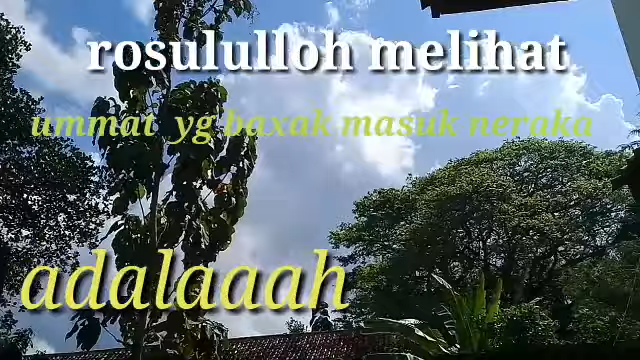 rosululloh melihat
ummat yg baxak masuk neraka
adalaaah